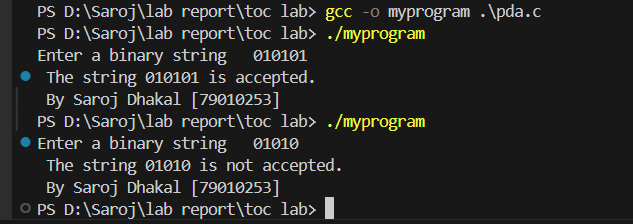 PS D:\Saroj\lab report\toc lab> gcc -o myprogram .\pda.c
PS D:\Saroj\lab report\toc lab> ./myprogram
Enter a binary string   010101
 The string 010101 is accepted.
 By Saroj Dhakal [79010253]
PS D:\Saroj\lab report\toc lab> ./myprogram
Enter a binary string   01010
 The string 01010 is not accepted.
 By Saroj Dhakal [79010253]
PS D:\Saroj\lab report\toc lab>